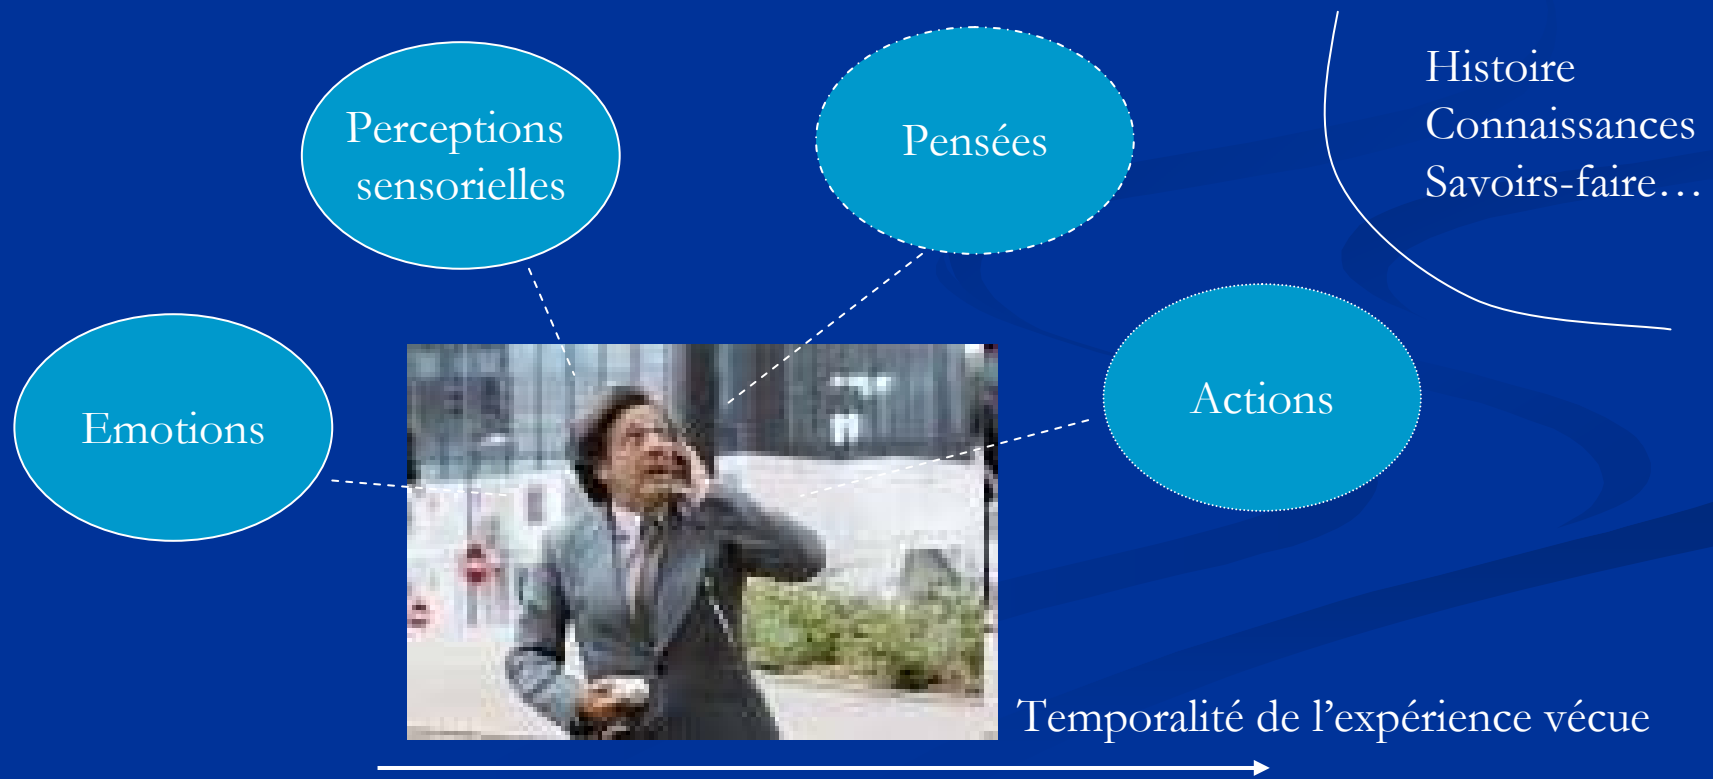 Histoire
Connaissances
Savoirs-faire…
Perceptions
sensorielles
Pensées
Emotions
Actions
Temporalité de l’expérience vécue